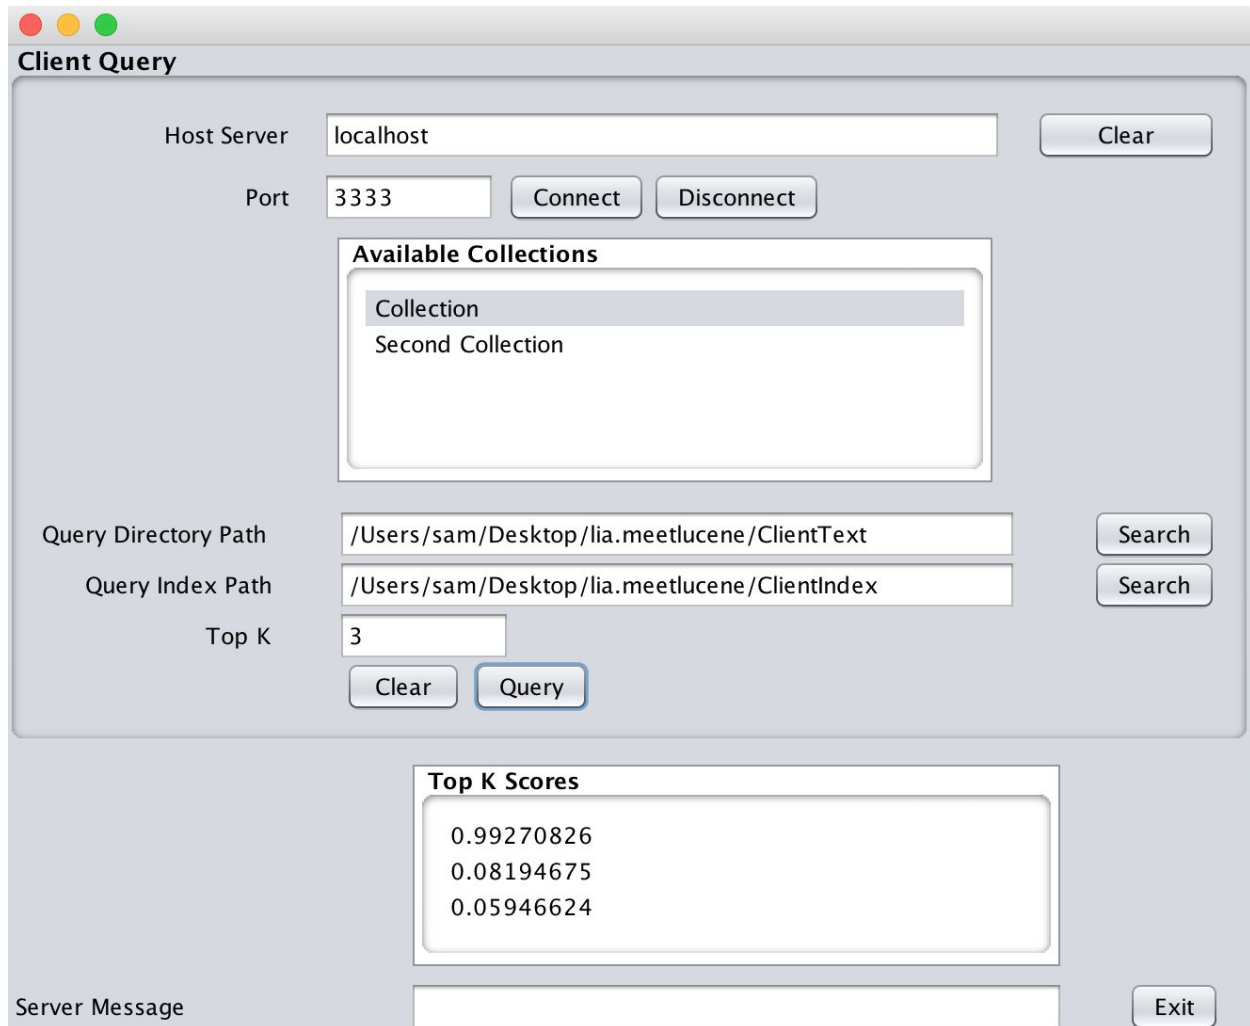 Client Query
Host Server localhost Clear
Port 3333 Connect Disconnect
Available Collections
Collection
Second Collection
Query Directory Path /Users/sam/Desktop/lia.meetlucene/ClientText Search
Query Index Path /Users/sam/Desktop/lia.meetlucene/ClientIndex Search
Top K 3
Clear Query
Top K Scores
0.99270826
0.08194675
0.05946624
Server Message Exit